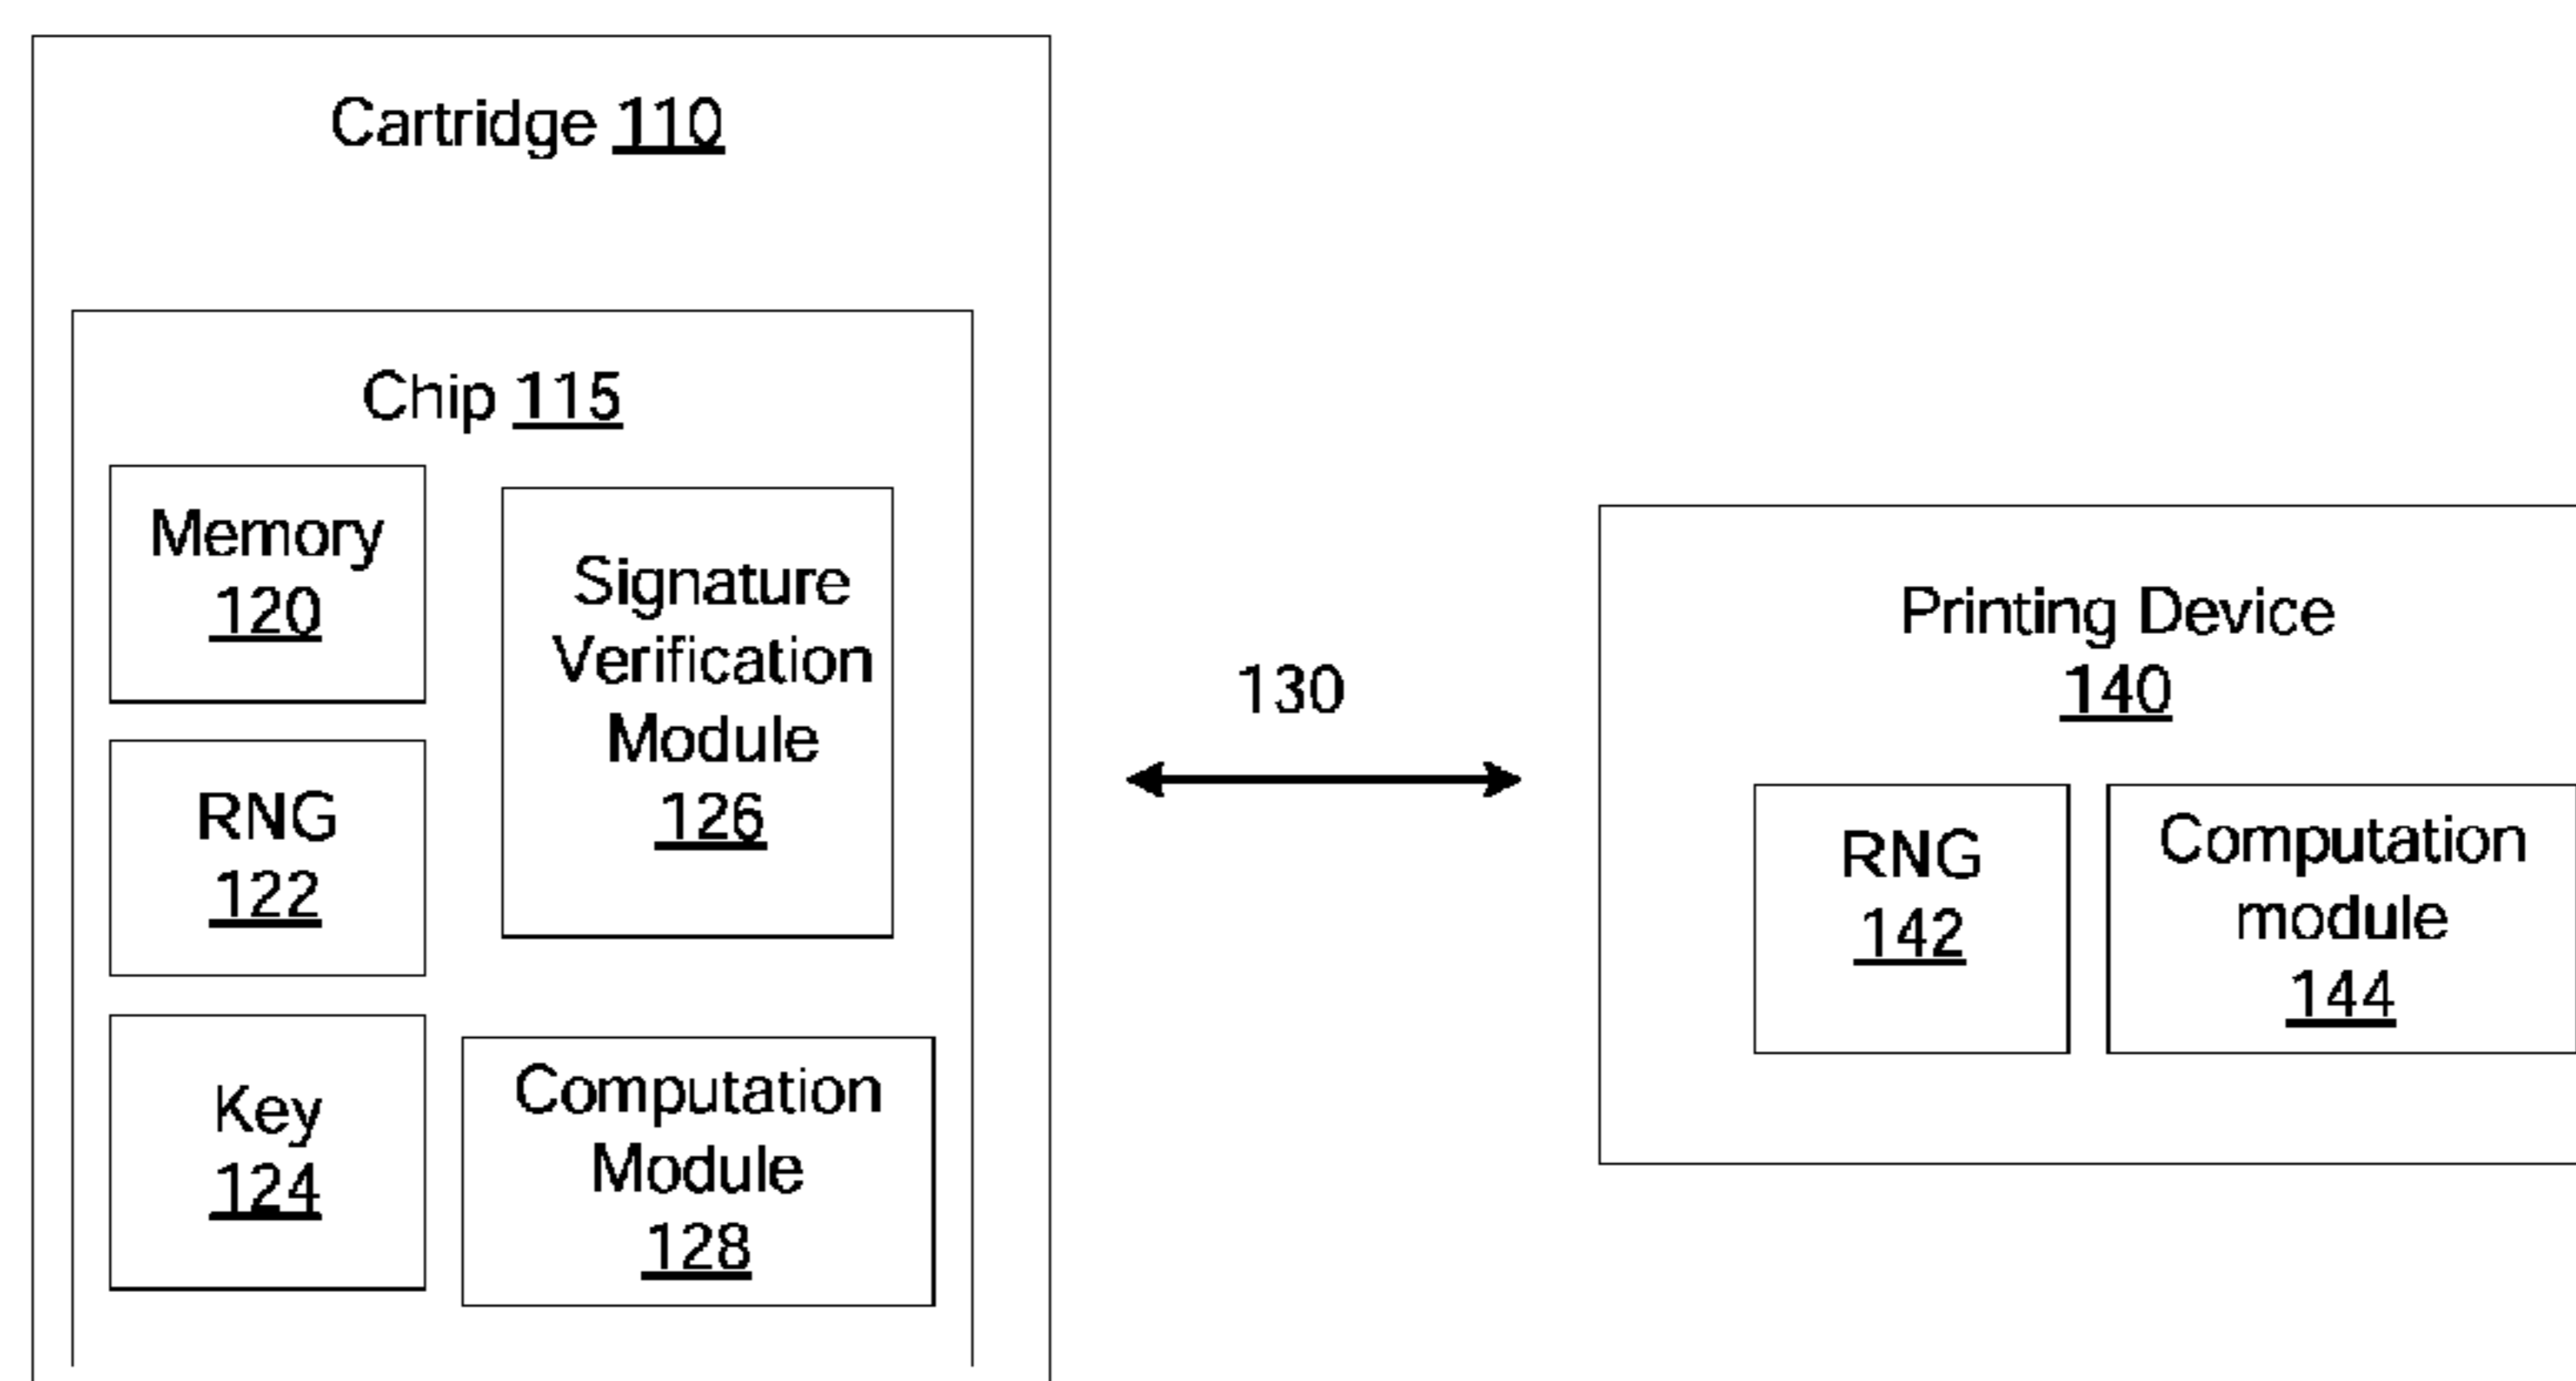 Cartridge 110
Chip 115
Memory
120
Signature
Verification
Module
126
RNG
122
Key
124
Computation
Module
128
130
Printing Device
140
RNG
142
Computation
module
144